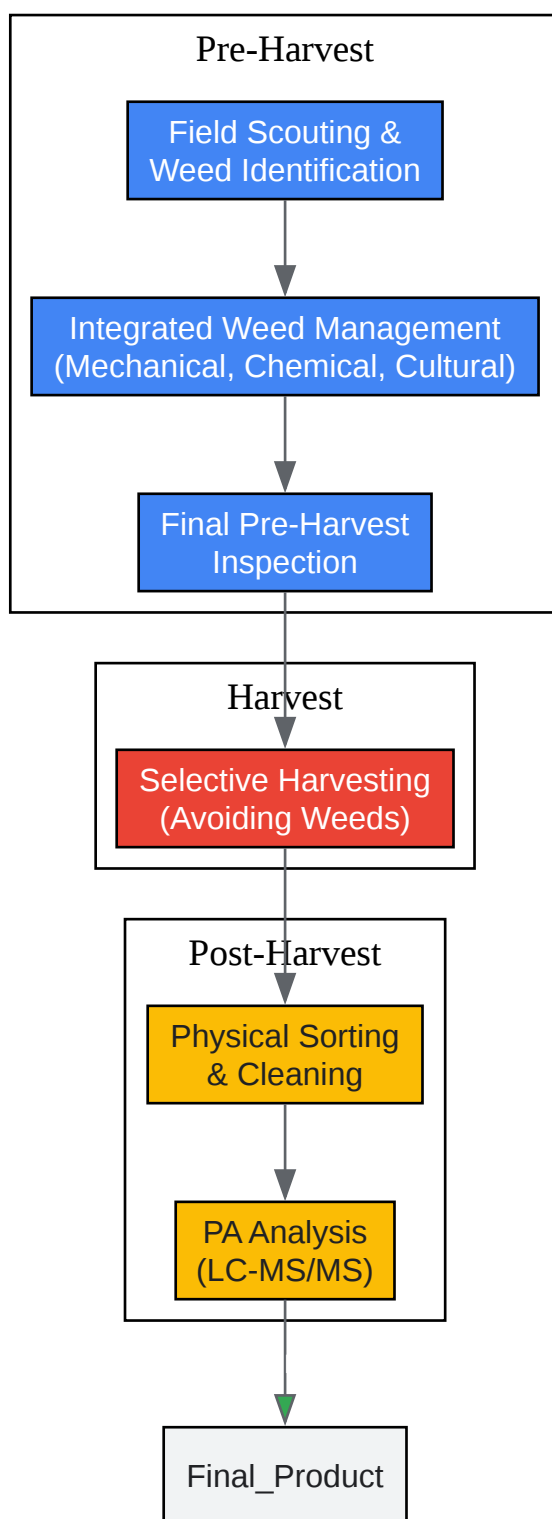 Pre-Harvest
Field Scouting &
Weed Identification
Integrated Weed Management
(Mechanical, Chemical, Cultural)
Final Pre-Harvest
Inspection
Harvest
Selective Harvesting
(Avoiding Weeds)
Post-Harvest
Physical Sorting
& Cleaning
PA Analysis
(LC-MS/MS)
Final_Product